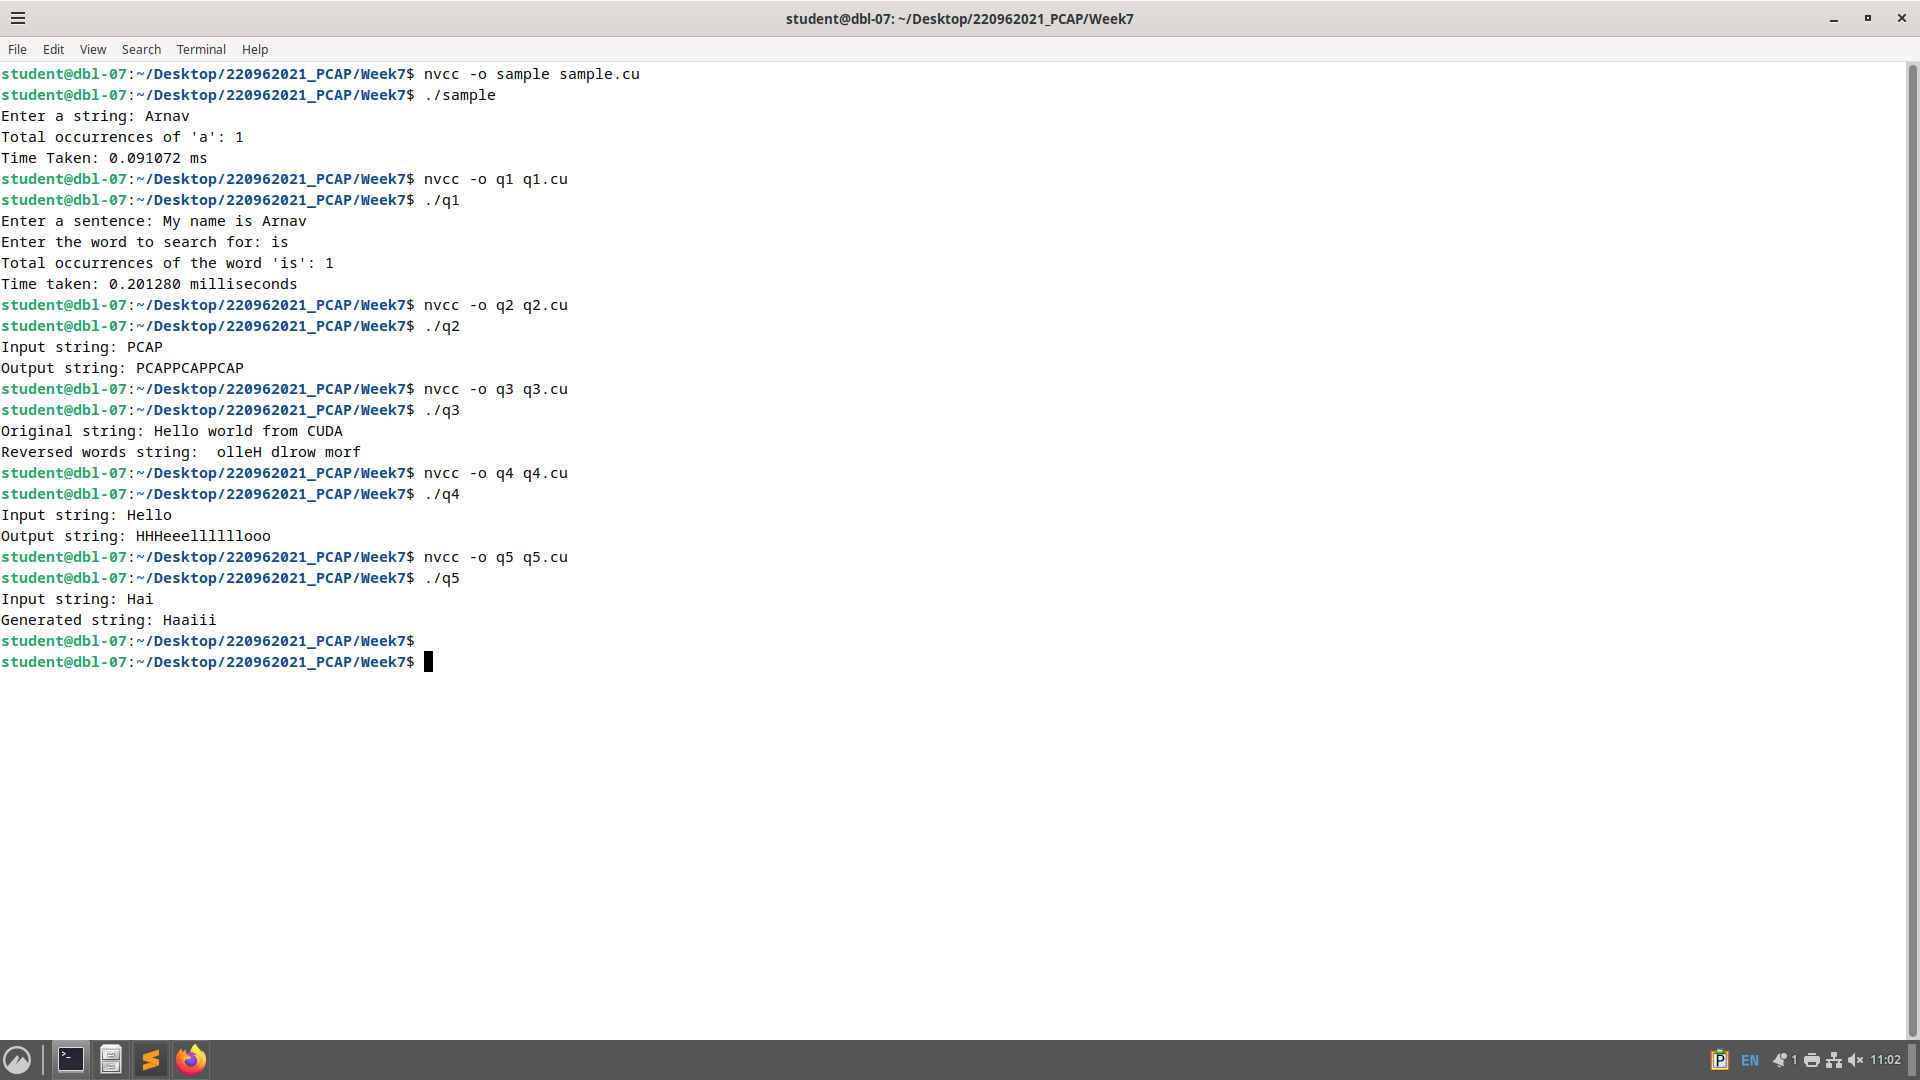 student@dbl-07: ~/Desktop/220962021_PCAP/Week7
File Edit View Search Terminal Help
student@dbl-07:~/Desktop/220962021_PCAP/Week7$ nvcc -o sample sample.cu
student@dbl-07:~/Desktop/220962021_PCAP/Week7$ ./sample
Enter a string: Arnav
Total occurrences of 'a': 1
Time Taken: 0.091072 ms
student@dbl-07:~/Desktop/220962021_PCAP/Week7$ nvcc -o q1 q1.cu
student@dbl-07:~/Desktop/220962021_PCAP/Week7$ ./q1
Enter a sentence: My name is Arnav
Enter the word to search for: is
Total occurrences of the word 'is': 1
Time taken: 0.201280 milliseconds
student@dbl-07:~/Desktop/220962021_PCAP/Week7$ nvcc -o q2 q2.cu
student@dbl-07:~/Desktop/220962021_PCAP/Week7$ ./q2
Input string: PCAP
Output string: PCAPPCAPPCAP
student@dbl-07:~/Desktop/220962021_PCAP/Week7$ nvcc -o q3 q3.cu
student@dbl-07:~/Desktop/220962021_PCAP/Week7$ ./q3
Original string: Hello world from CUDA
Reversed words string:  olleH dlrow morf
student@dbl-07:~/Desktop/220962021_PCAP/Week7$ nvcc -o q4 q4.cu
student@dbl-07:~/Desktop/220962021_PCAP/Week7$ ./q4
Input string: Hello
Output string: HHHeeellllllooo
student@dbl-07:~/Desktop/220962021_PCAP/Week7$ nvcc -o q5 q5.cu
student@dbl-07:~/Desktop/220962021_PCAP/Week7$ ./q5
Input string: Hai
Generated string: Haaiii
student@dbl-07:~/Desktop/220962021_PCAP/Week7$
student@dbl-07:~/Desktop/220962021_PCAP/Week7$
P EN 1 11:02